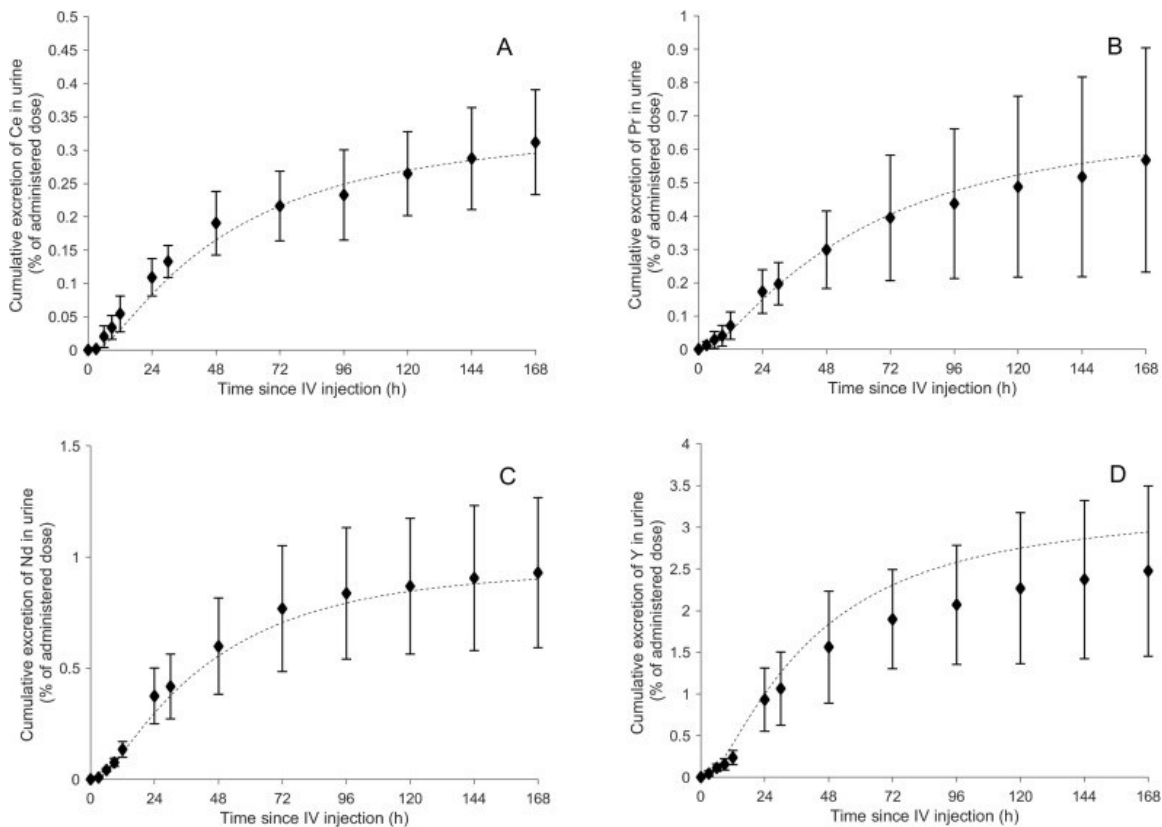 A
Cumulative excretion of Ce in urine
(% of administered dose)
0.5
0.45
0.4
0.35
0.3
0.25
0.2
0.15
0.1
0.05
0
0 24 48 72 96 120 144 168
Time since IV injection (h)
B
Cumulative excretion of Pr in urine
(% of administered dose)
1
0.9
0.8
0.7
0.6
0.5
0.4
0.3
0.2
0.1
0
0 24 48 72 96 120 144 168
Time since IV injection (h)
C
Cumulative excretion of Nd in urine
(% of administered dose)
1.5
1
0.5
0
0 24 48 72 96 120 144 168
Time since IV injection (h)
D
Cumulative excretion of Y in urine
(% of administered dose)
4
3.5
3
2.5
2
1.5
1
0.5
0
0 24 48 72 96 120 144 168
Time since IV injection (h)